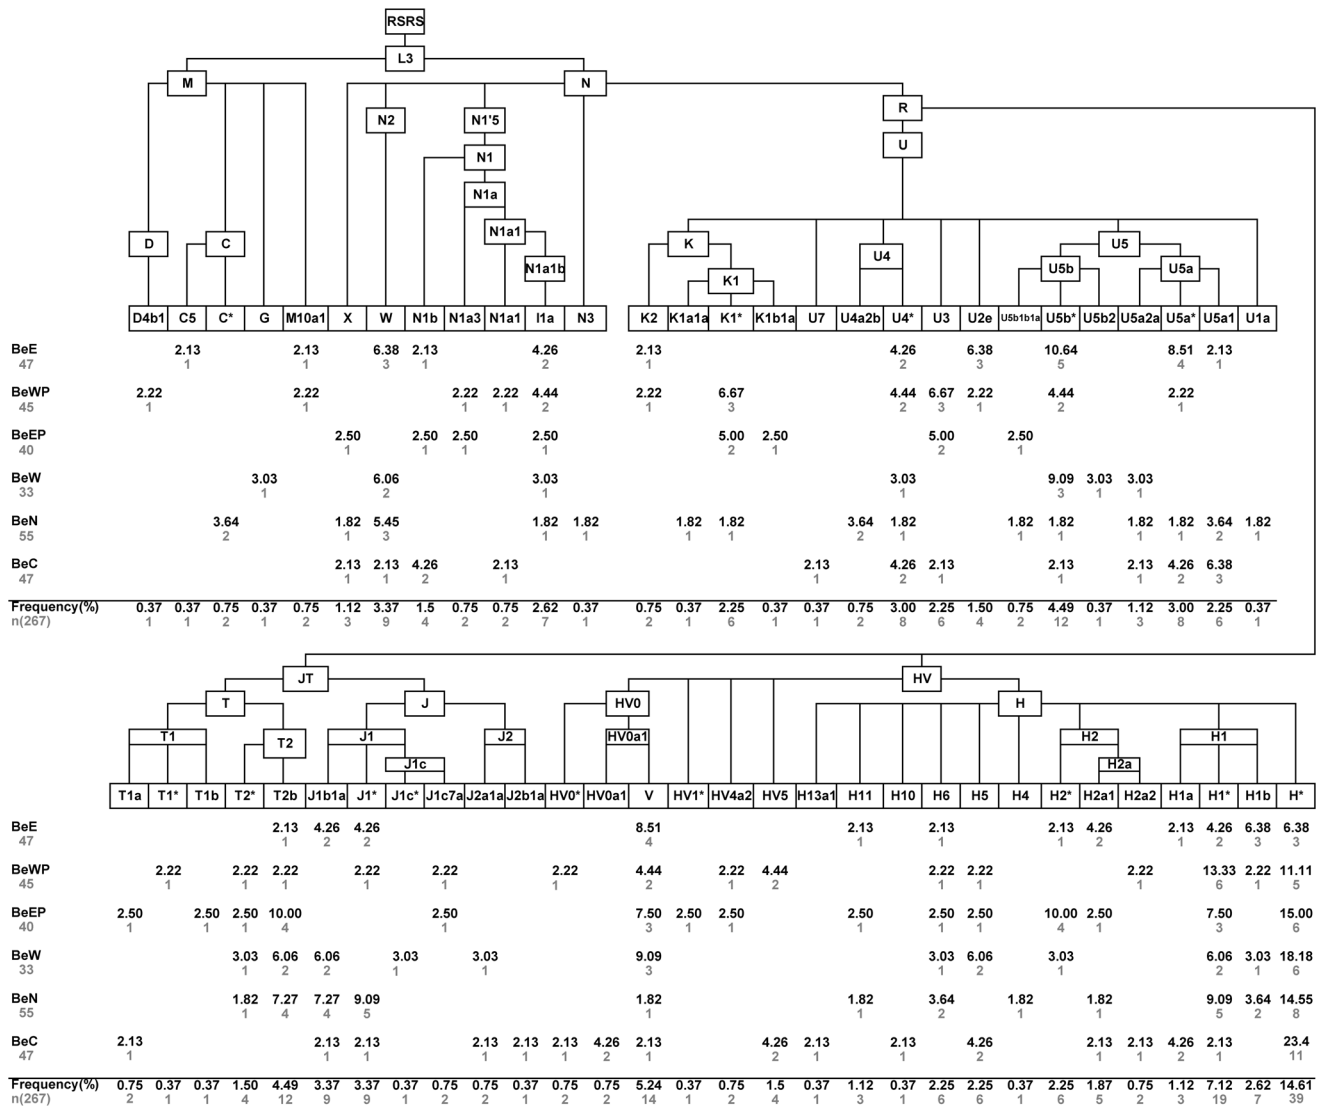 RSRS
L3
M N
R
N2 N1'5
U
N1
N1a
N1a1
D C K U4 U5
N1a1b U5b U5a
K1
D4b1 C5 C* G M10a1 X W N1b N1a3 N1a1 I1a N3 K2 K1a1a K1* K1b1a U7 U4a2b U4* U3 U2e U5b1b1a U5b* U5b2 U5a2a U5a* U5a1 U1a
BeE 2.13 2.13 6.38 2.13 4.26 2.13 4.26 6.38 10.64 8.51 2.13
47 1 1 3 1 2 1 2 3 5 4 1
BeWP 2.22 2.22 2.22 2.22 4.44 2.22 6.67 4.44 6.67 2.22 4.44 2.22
45 1 1 1 1 2 1 3 2 3 1 2 1
BeEP 2.50 2.50 2.50 2.50 5.00 2.50 5.00 2.50
40 1 1 1 1 2 1 2 1
BeW 3.03 6.06 3.03 3.03 9.09 3.03 3.03
33 1 2 1 1 3 1 1
BeN 3.64 1.82 5.45 1.82 1.82 1.82 1.82 3.64 1.82 1.82 1.82 1.82 1.82 3.64 1.82
55 2 1 3 1 1 1 1 2 1 1 1 1 1 2 1
BeC 2.13 2.13 4.26 2.13 2.13 4.26 2.13 2.13 2.13 4.26 6.38
47 1 1 2 1 1 2 1 1 1 2 3
Frequency(%) 0.37 0.37 0.75 0.37 0.75 1.12 3.37 1.5 0.75 0.75 2.62 0.37 0.75 0.37 2.25 0.37 0.37 0.75 3.00 2.25 1.50 0.75 4.49 0.37 1.12 3.00 2.25 0.37
n(267) 1 1 2 1 2 3 9 4 2 2 7 1 2 1 6 1 1 2 8 6 4 2 12 1 3 8 6 1
JT HV
T J HV0 H
T1 T2 J1 J2 HV0a1 H2 H1
J1c H2a
T1a T1* T1b T2* T2b J1b1a J1* J1c* J1c7a J2a1a J2b1a HV0* HV0a1 V HV1* HV4a2 HV5 H13a1 H11 H10 H6 H5 H4 H2* H2a1 H2a2 H1a H1* H1b H*
BeE 2.13 4.26 4.26 8.51 2.13 2.13 2.13 4.26 2.13 4.26 6.38 6.38
47 1 2 2 4 1 1 1 2 1 2 3 3
BeWP 2.22 2.22 2.22 2.22 2.22 2.22 4.44 2.22 4.44 2.22 2.22 2.22 13.33 2.22 11.11
45 1 1 1 1 1 1 2 1 2 1 1 1 6 1 5
BeEP 2.50 2.50 2.50 10.00 2.50 7.50 2.50 2.50 2.50 2.50 2.50 10.00 2.50 7.50 15.00
40 1 1 1 4 1 3 1 1 1 1 1 4 1 3 6
BeW 3.03 6.06 6.06 3.03 3.03 9.09 3.03 6.06 3.03 6.06 3.03 18.18
33 1 2 2 1 1 3 1 2 1 2 1 6
BeN 1.82 7.27 7.27 9.09 1.82 1.82 3.64 1.82 1.82 9.09 3.64 14.55
55 1 4 4 5 1 1 2 1 1 5 2 8
BeC 2.13 2.13 2.13 2.13 2.13 2.13 4.26 2.13 4.26 2.13 2.13 4.26 2.13 2.13 4.26 2.13 23.4
47 1 1 1 1 1 1 2 1 2 1 1 2 1 1 2 1 11
Frequency(%) 0.75 0.37 0.37 1.50 4.49 3.37 3.37 0.37 0.75 0.75 0.37 0.75 0.75 5.24 0.37 0.75 1.5 0.37 1.12 0.37 2.25 2.25 0.37 2.25 1.87 0.75 1.12 7.12 2.62 14.61
n(267) 2 1 1 4 12 9 9 1 2 2 1 2 2 14 1 2 4 1 3 1 6 6 1 6 5 2 3 19 7 39